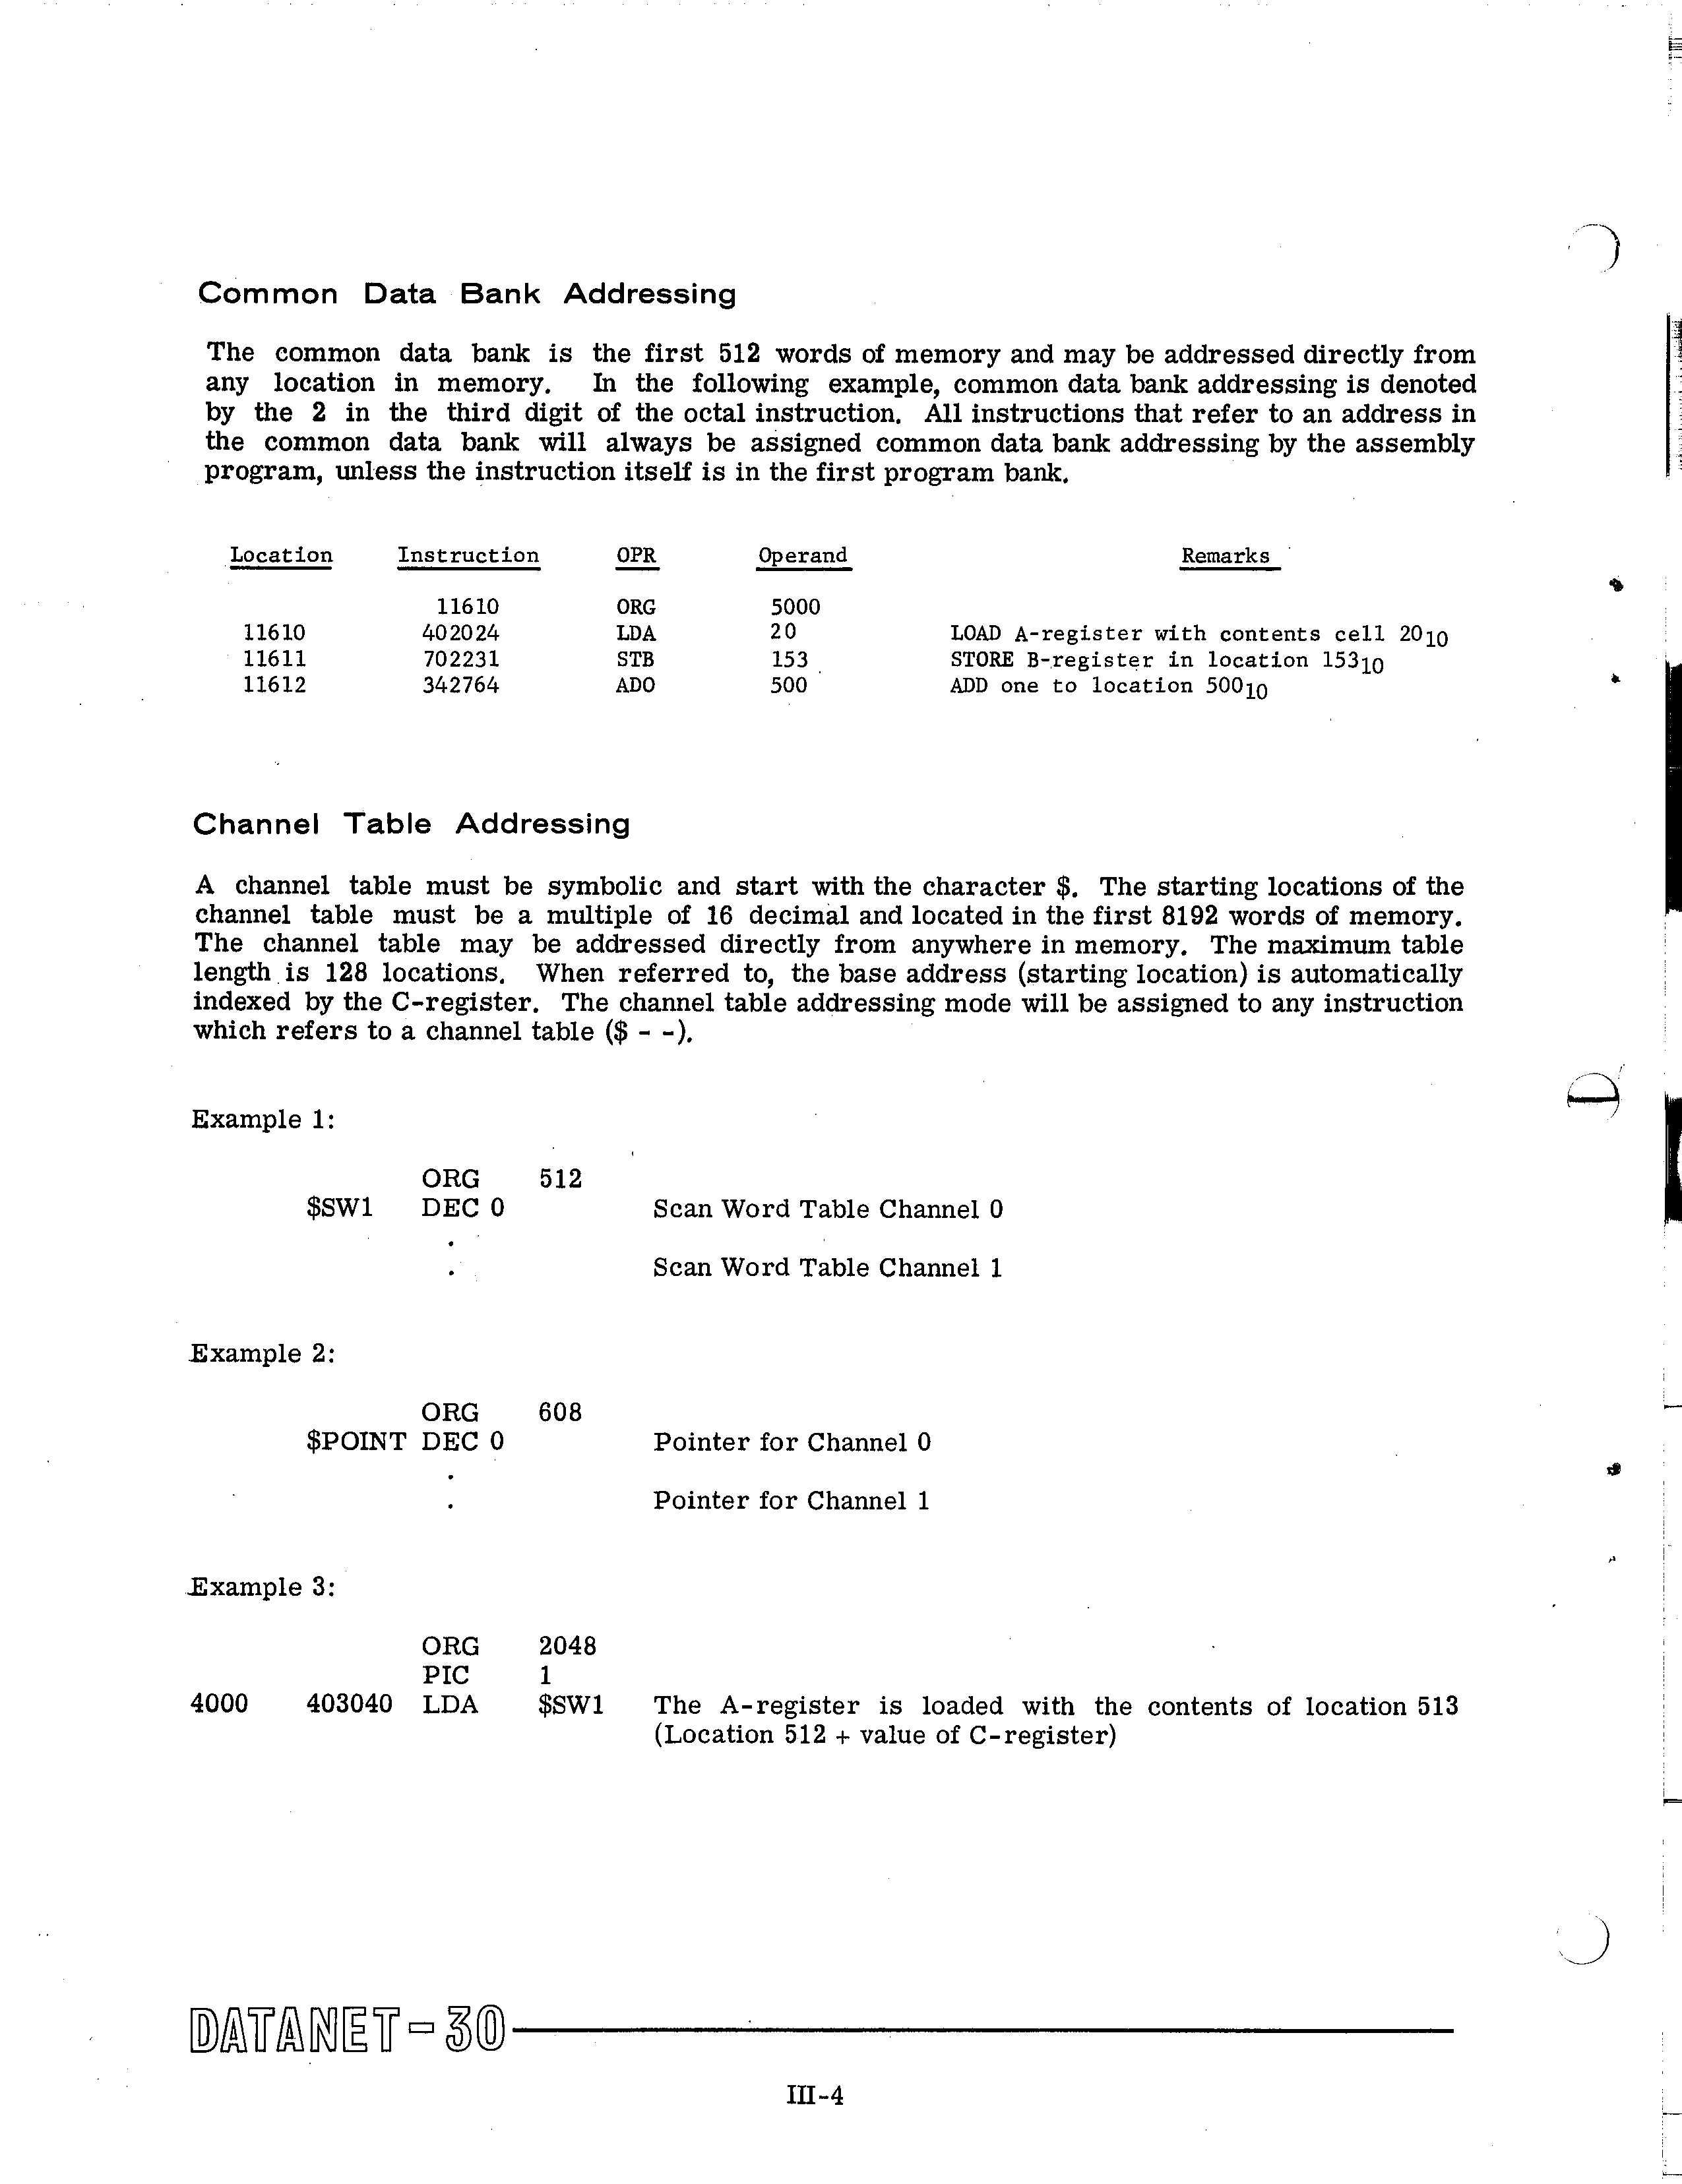 Common Data Bank Addressing
The common data bank is the first 512 words of memory and may be addressed directly from
any location in memory. In the following example, common data bank addressing is denoted
by the 2 in the third digit of the octal instruction. All instructions that refer to an address in
the common data bank will always be assigned common data bank addressing by the assembly
program, unless the instruction itself is in the first program bank.
Location Instruction OPR Operand Remarks
11610 ORG 5000
11610 402024 LDA 20 LOAD A-register with contents cell 20₁₀
11611 702231 STB 153 STORE B-register in location 153₁₀
11612 342764 ADO 500 ADD one to location 500₁₀
Channel Table Addressing
A channel table must be symbolic and start with the character $. The starting locations of the
channel table must be a multiple of 16 decimal and located in the first 8192 words of memory.
The channel table may be addressed directly from anywhere in memory. The maximum table
length is 128 locations. When referred to, the base address (starting location) is automatically
indexed by the C-register. The channel table addressing mode will be assigned to any instruction
which refers to a channel table ($ - -).
Example 1:
ORG 512
$SW1 DEC 0 Scan Word Table Channel 0
.
. Scan Word Table Channel 1
Example 2:
ORG 608
$POINT DEC 0 Pointer for Channel 0
.
. Pointer for Channel 1
Example 3:
ORG 2048
PIC 1
4000 403040 LDA $SW1 The A-register is loaded with the contents of location 513
(Location 512 + value of C-register)
DATANET-30
III-4